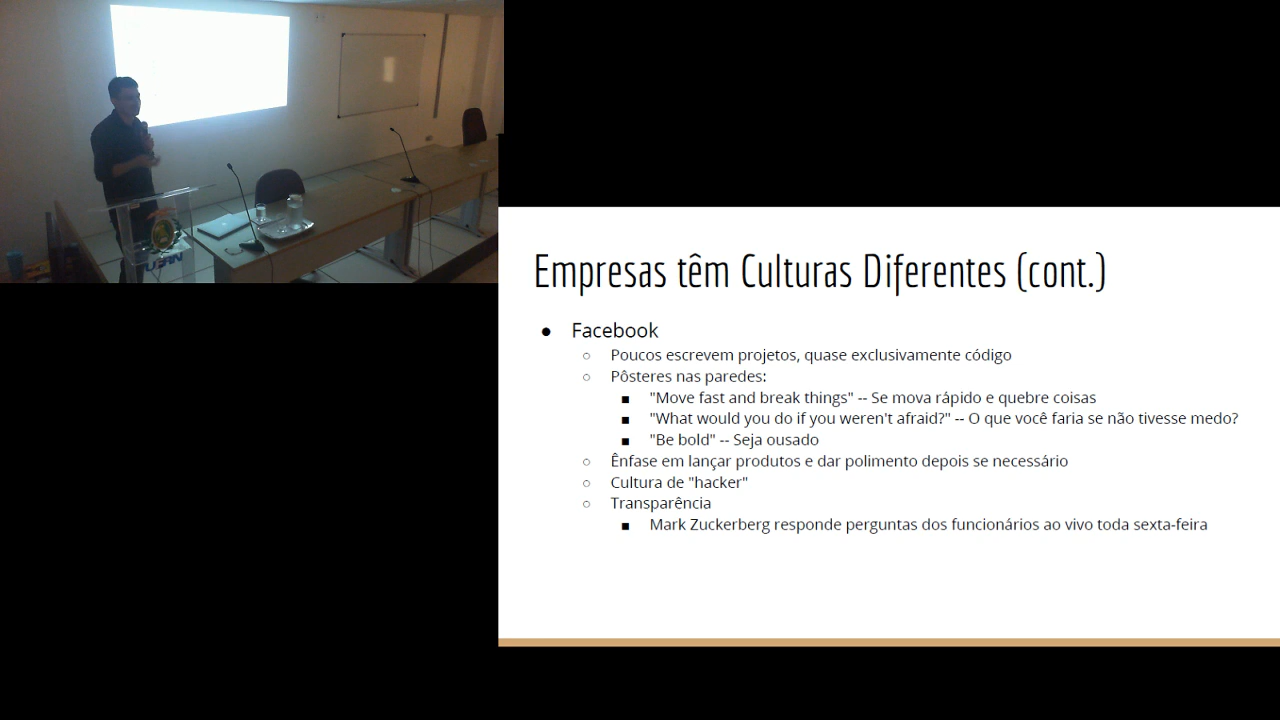 UFRN
Empresas têm Culturas Diferentes (cont.)
● Facebook
○ Poucos escrevem projetos, quase exclusivamente código
○ Pôsteres nas paredes:
■ "Move fast and break things" -- Se mova rápido e quebre coisas
■ "What would you do if you weren't afraid?" -- O que você faria se não tivesse medo?
■ "Be bold" -- Seja ousado
○ Ênfase em lançar produtos e dar polimento depois se necessário
○ Cultura de "hacker"
○ Transparência
■ Mark Zuckerberg responde perguntas dos funcionários ao vivo toda sexta-feira